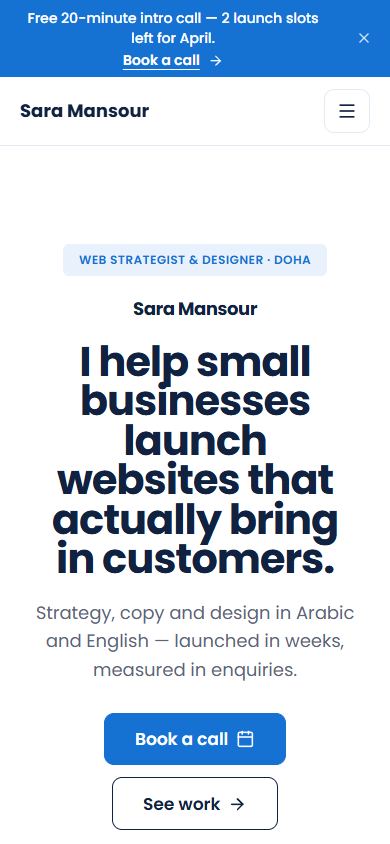 Free 20-minute intro call — 2 launch slots
left for April.
Book a call →
Sara Mansour
WEB STRATEGIST & DESIGNER · DOHA
Sara Mansour
I help small
businesses
launch
websites that
actually bring
in customers.
Strategy, copy and design in Arabic
and English — launched in weeks,
measured in enquiries.
Book a call
See work →